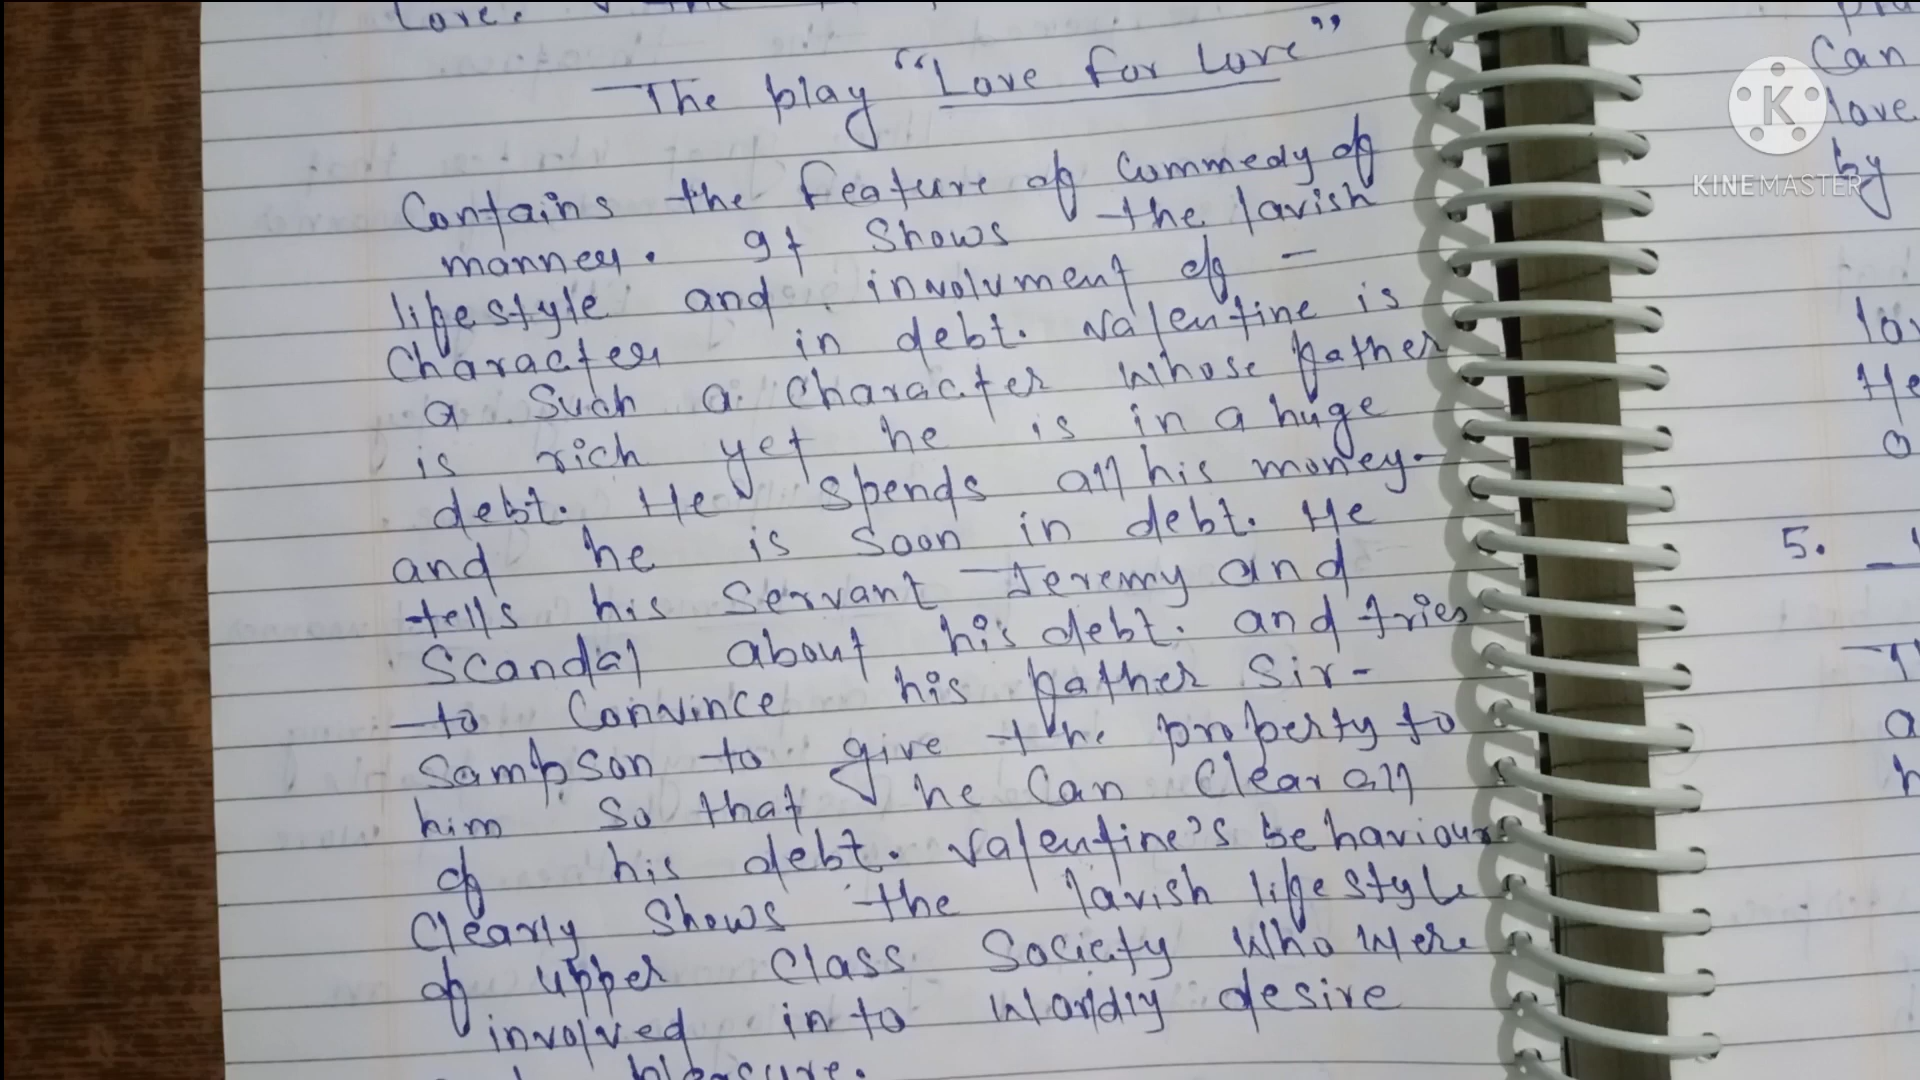 Love.
The play "Love for Love"
Contains the feature of Commedy of
manner. It shows the lavish
lifestyle and involument of -
Character in debt. Valentine is
a Such a character whose father
is rich yet he is in a huge
debt. He spends all his money-
and he is soon in debt. He
tells his servant Jeremy and
Scandal about his debt. and tries
to Convince his father Sir-
Sampson to give the property to
him so that he can clear all
of his debt. Valentine's behaviour
Clearly shows the lavish lifestyle
of upper class society who were
involved in to worldly desire
pleasure.
Can
love
by
He
5.
KINEMASTER